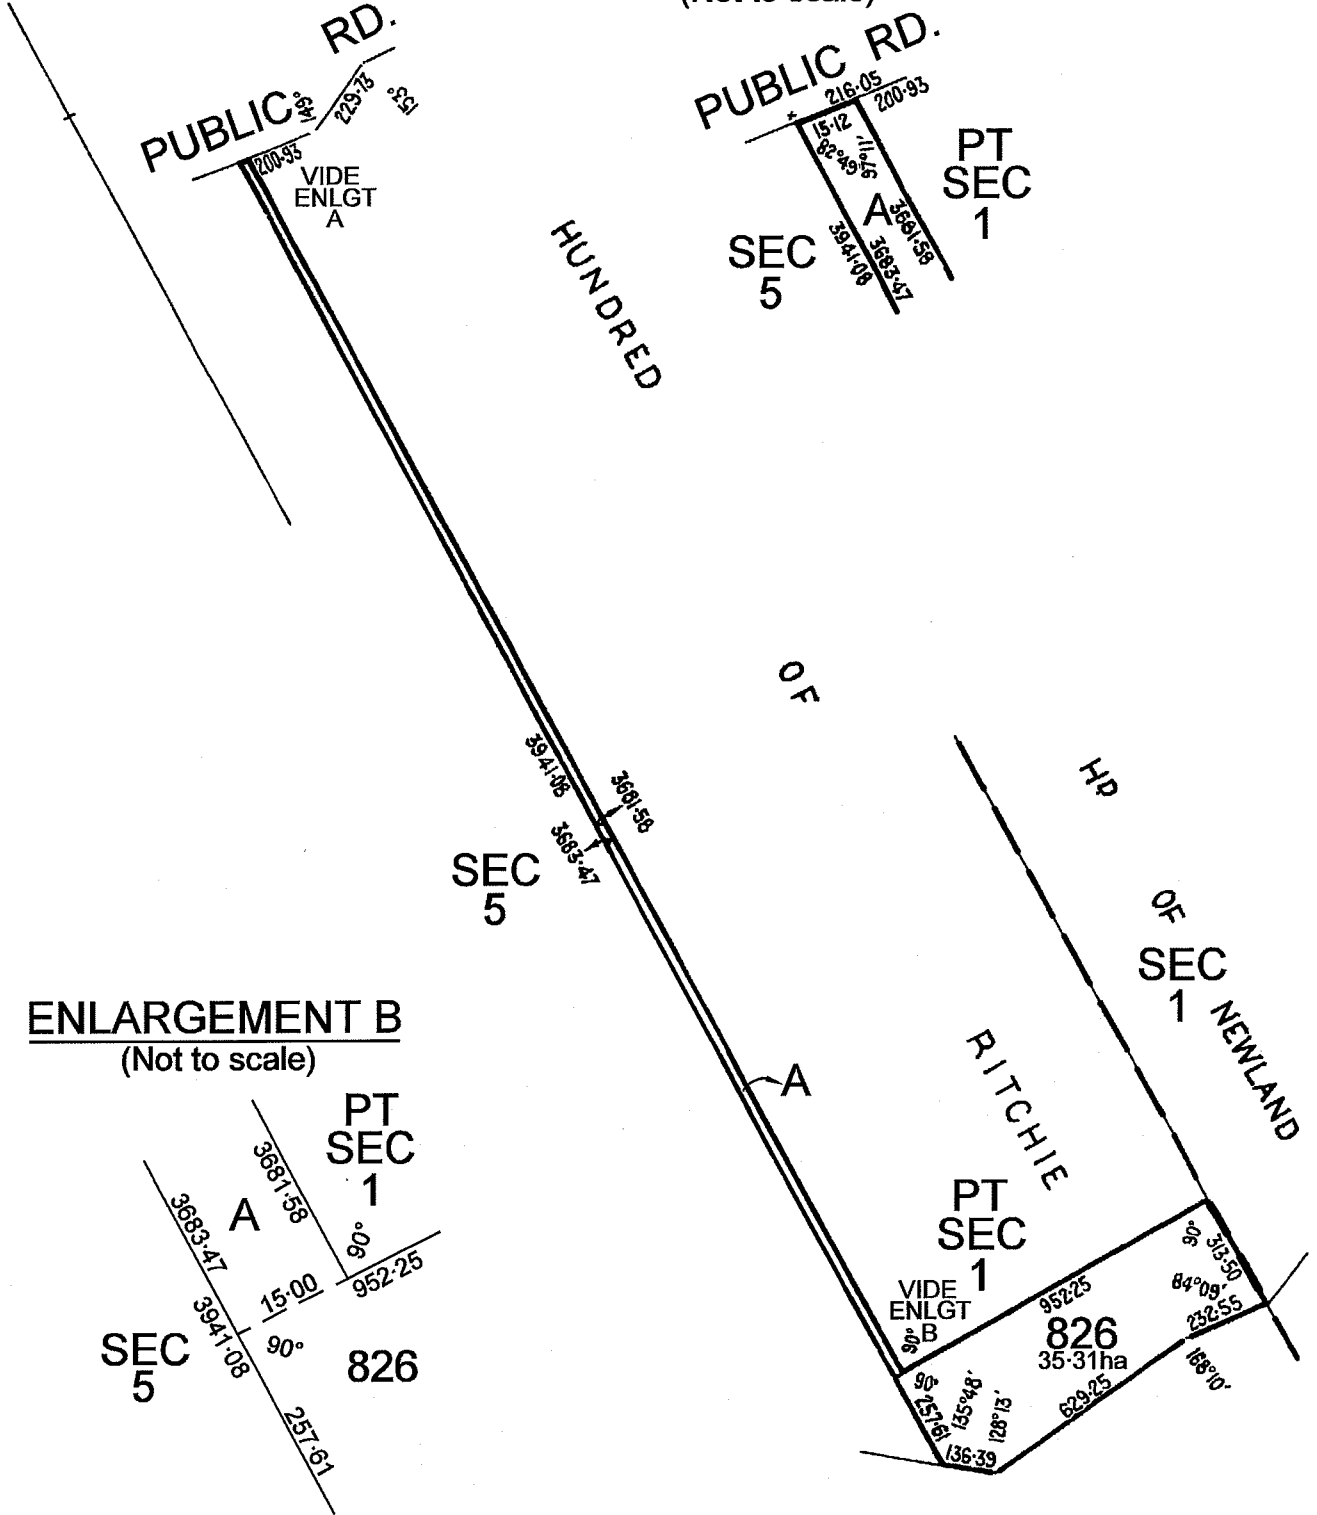 RD.
PUBLIC
149°
229·73
153°
200·93
VIDE
ENLGT
A
(Not to scale)
PUBLIC RD.
216·05
200·93
15·12
82°49'
97°11'
PT
SEC
1
A
SEC
5
3941·08
3683·47
3681·58
HUNDRED
OF
RITCHIE
HD
OF
NEWLAND
SEC
1
3941·08
3681·58
3683·47
SEC
5
A
ENLARGEMENT B
(Not to scale)
PT
SEC
1
3681·58
A
3683·47
90°
15·00
952·25
3941·08
90°
SEC
5
826
257·61
PT
SEC
1
VIDE
ENLGT
B
90°
952·25
90°
313·50
84°09'
232·55
826
35·31ha
168°10'
629·25
90°
257·61
135°48'
128°13'
136·39